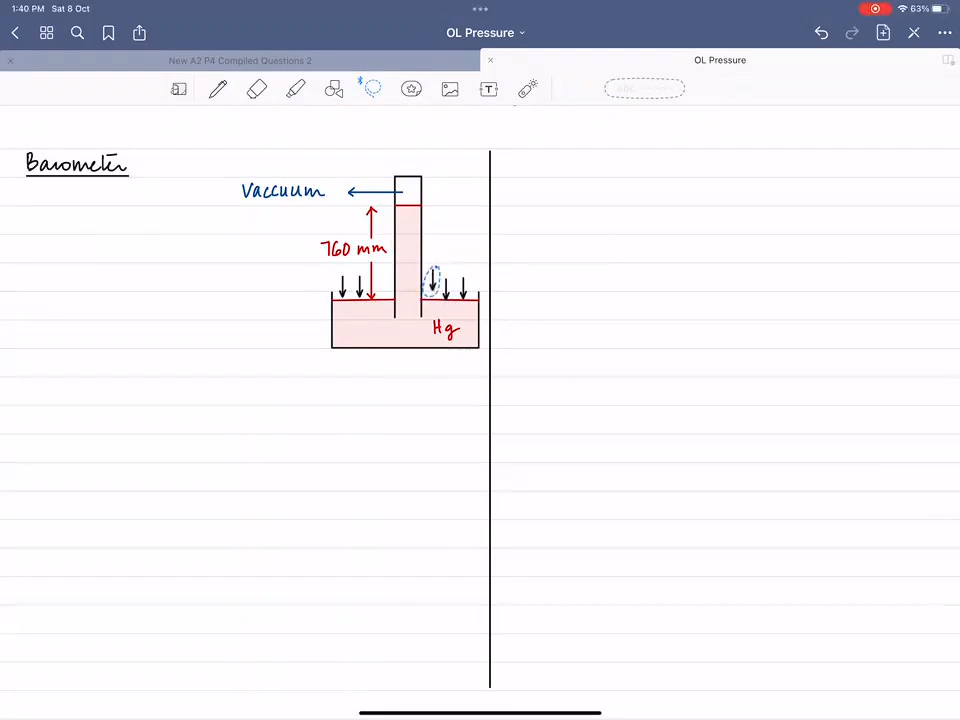 1:40 PM Sat 8 Oct
63%
OL Pressure
New A2 P4 Compiled Questions 2
OL Pressure
T
Barometer
Vaccuum
760 mm
Hg